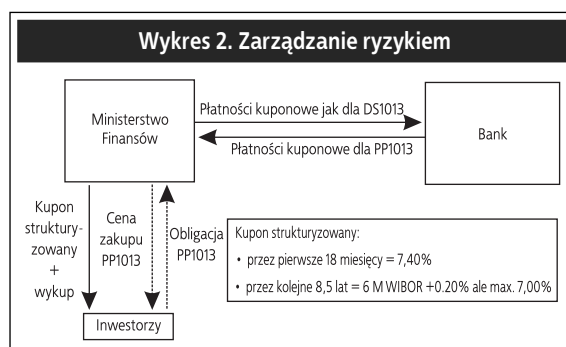 Wykres 2. Zarządzanie ryzykiem
Ministerstwo
Finansów
Płatności kuponowe jak dla DS1013
Płatności kuponowe dla PP1013
Bank
Kupon
struktury-
zowany
+
wykup
Cena
zakupu
PP1013
Obligacja
PP1013
Kupon strukturyzowany:
• przez pierwsze 18 miesięcy = 7,40%
• przez kolejne 8,5 lat = 6 M WIBOR +0.20% ale max. 7,00%
Inwestorzy